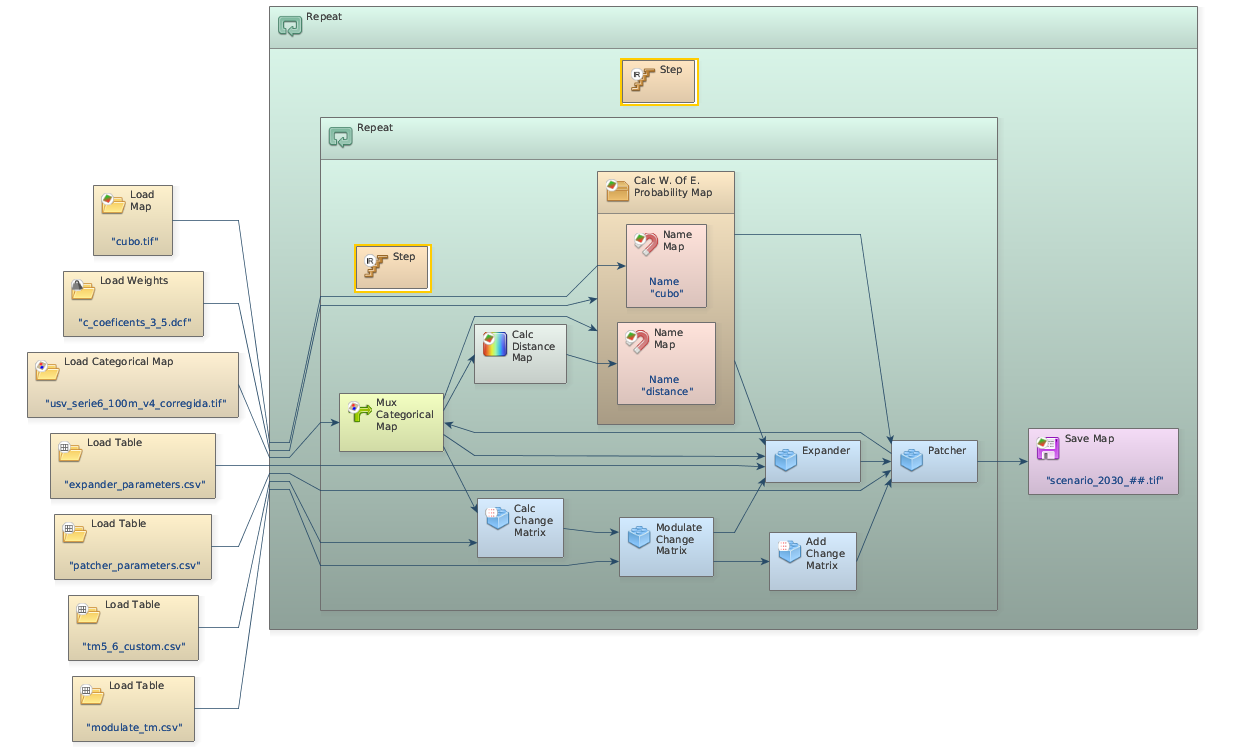 Repeat
Step
Repeat
Calc W. Of E.
Probability Map
Load
Map
"cubo.tif"
Name
Map
Name
"cubo"
Step
Load Weights
"c_coeficents_3_5.dcf"
Calc
Distance
Map
Name
Map
Name
"distance"
Load Categorical Map
"usv_serie6_100m_v4_corregida.tif"
Mux
Categorical
Map
Load Table
"expander_parameters.csv"
Expander
Patcher
Save Map
"scenario_2030_##.tif"
Calc
Change
Matrix
Modulate
Change
Matrix
Add
Change
Matrix
Load Table
"patcher_parameters.csv"
Load Table
"tm5_6_custom.csv"
Load Table
"modulate_tm.csv"